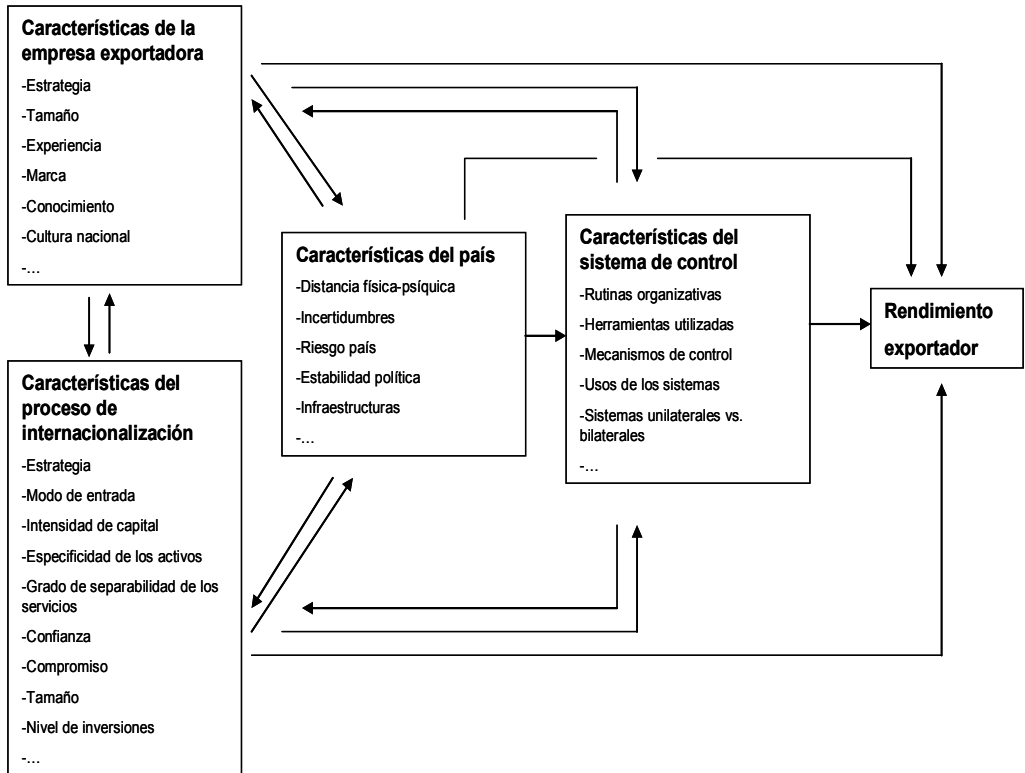 Características de la
empresa exportadora
-Estrategia
-Tamaño
-Experiencia
-Marca
-Conocimiento
-Cultura nacional
-...
Características del
proceso de
internacionalización
-Estrategia
-Modo de entrada
-Intensidad de capital
-Especificidad de los activos
-Grado de separabilidad de los
servicios
-Confianza
-Compromiso
-Tamaño
-Nivel de inversiones
-...
Características del país
-Distancia física-psíquica
-Incertidumbres
-Riesgo país
-Estabilidad política
-Infraestructuras
-...
Características del
sistema de control
-Rutinas organizativas
-Herramientas utilizadas
-Mecanismos de control
-Usos de los sistemas
-Sistemas unilaterales vs.
bilaterales
-...
Rendimiento
exportador